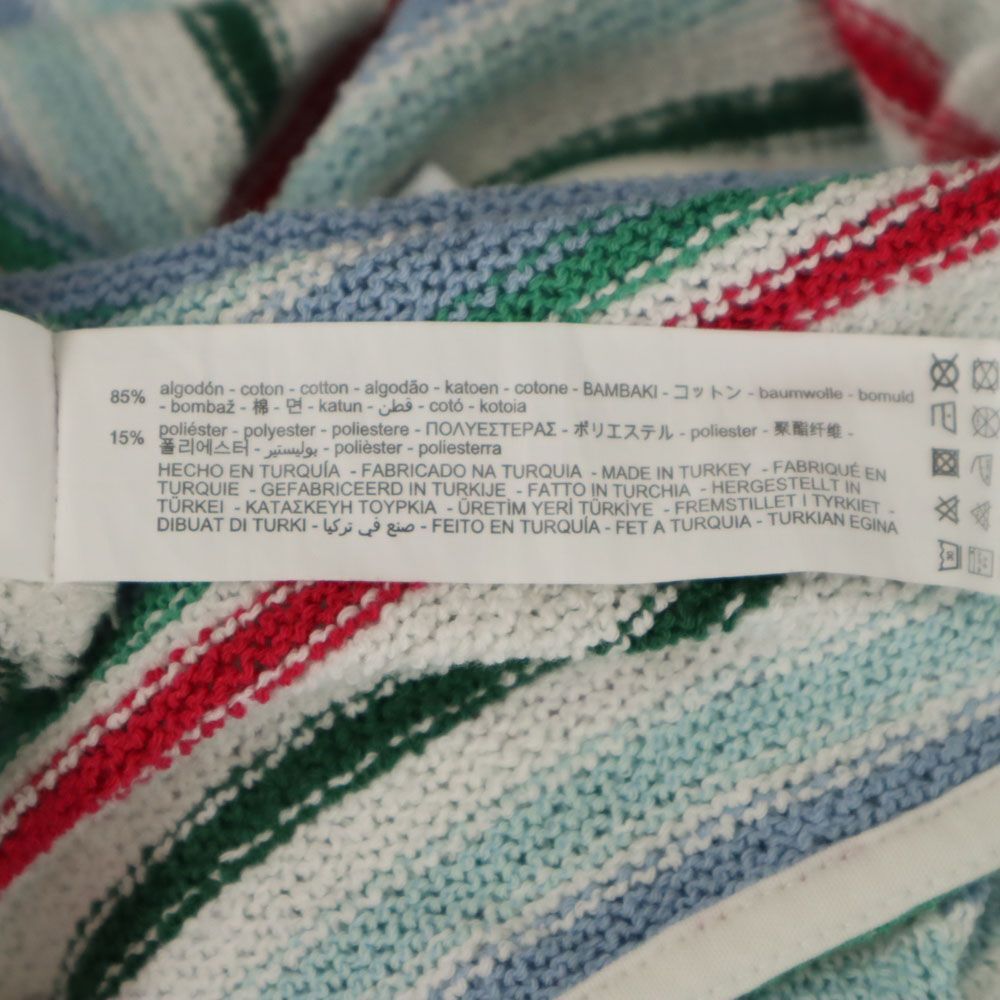 85% algodón - coton - cotton - algodão - katoen - cotone - BAMBAKI - コットン - baumwolle - bomuld
- bombaž - 棉 - 면 - katun - قطن - cotó - kotoia
15% poliéster - polyester - poliestere - ΠΟΛΥΕΣΤΕΡΑΣ - ポリエステル - poliester - 聚酯纤维 -
폴리에스터 - بوليستير - polièster - poliesterra
HECHO EN TURQUÍA - FABRICADO NA TURQUIA - MADE IN TURKEY - FABRIQUÉ EN
TURQUIE - GEFABRICEERD IN TURKIJE - FATTO IN TURCHIA - HERGESTELLT IN
TÜRKEI - ΚΑΤΑΣΚΕΥΗ ΤΟΥΡΚΙΑ - ÜRETİM YERİ TÜRKİYE - FREMSTILLET I TYRKIET -
DIBUAT DI TURKI - صنع في تركيا - FEITO EN TURQUÍA - FET A TURQUIA - TURKIAN EGINA